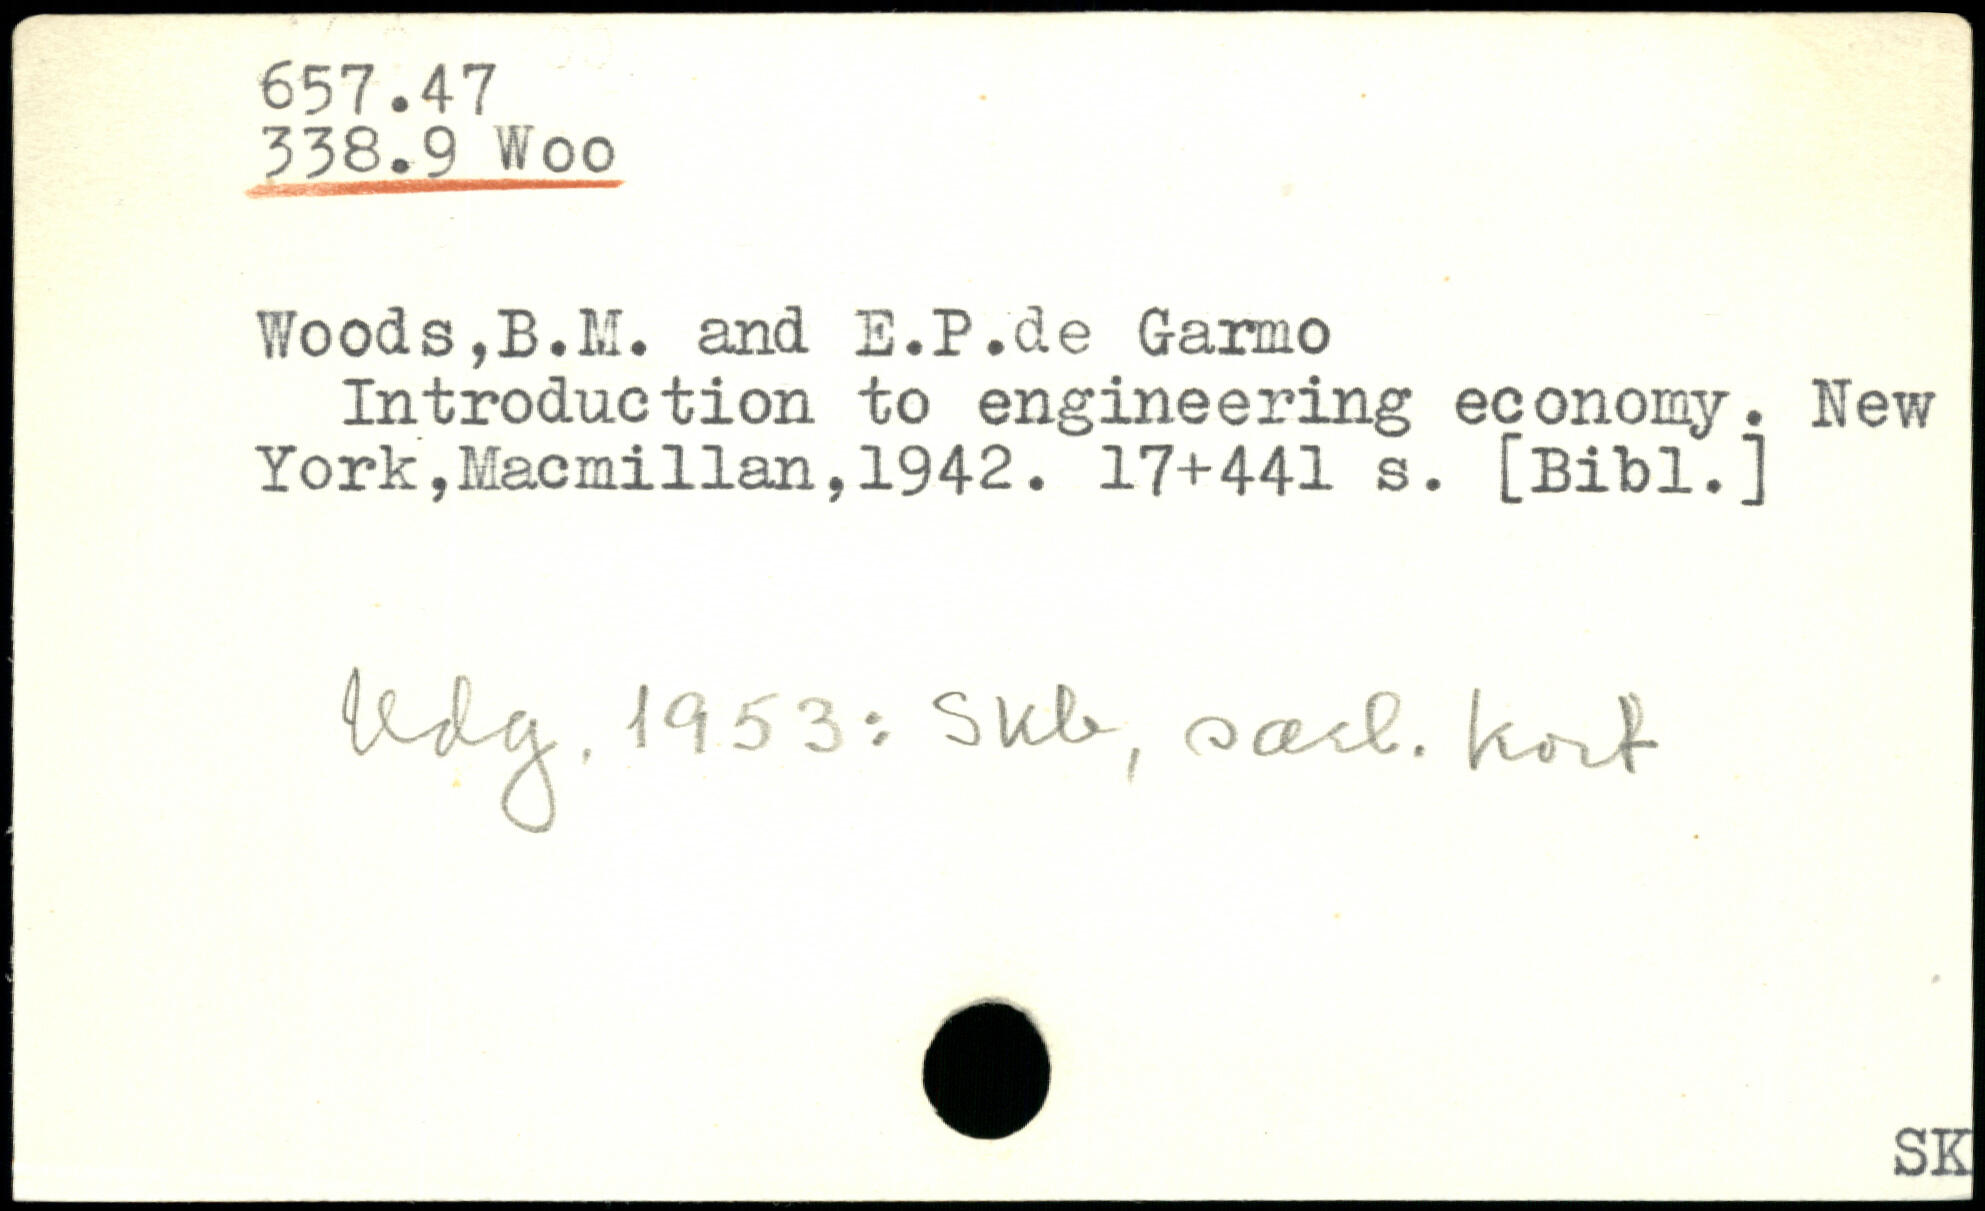 657.47
338.9 Woo
Woods,B.M. and E.P.de Garmo
Introduction to engineering economy. New
York,Macmillan,1942. 17+441 s. [Bibl.]
Udg. 1953: Skb, særl. kort
SK